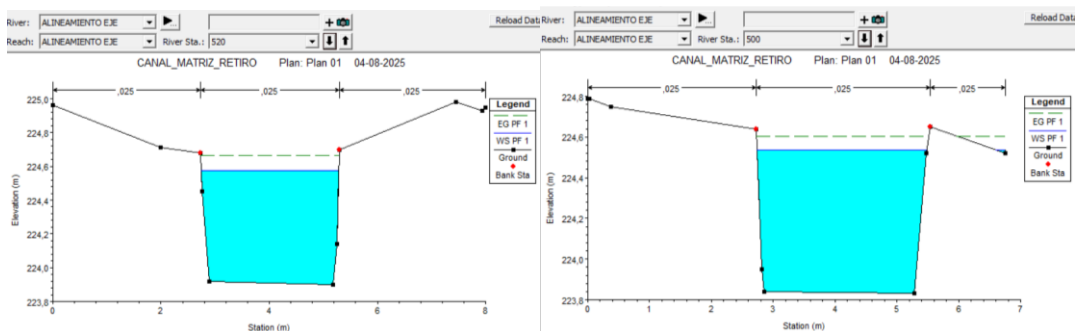 River: ALINEAMIENTO EJE
Reload Data
Reach: ALINEAMIENTO EJE River Sta.: 520
CANAL_MATRIZ_RETIRO Plan: Plan 01 04-08-2025
,025 ,025 ,025
225,0
224,8
224,6
224,4
224,2
224,0
223,8
Elevation (m)
0 2 4 6 8
Station (m)
Legend
EG PF 1
WS PF 1
Ground
Bank Sta
River: ALINEAMIENTO EJE
Reload Data
Reach: ALINEAMIENTO EJE River Sta.: 500
CANAL_MATRIZ_RETIRO Plan: Plan 01 04-08-2025
,025 ,025 ,025
224,8
224,6
224,4
224,2
224,0
223,8
Elevation (m)
0 1 2 3 4 5 6 7
Station (m)
Legend
EG PF 1
WS PF 1
Ground
Bank Sta